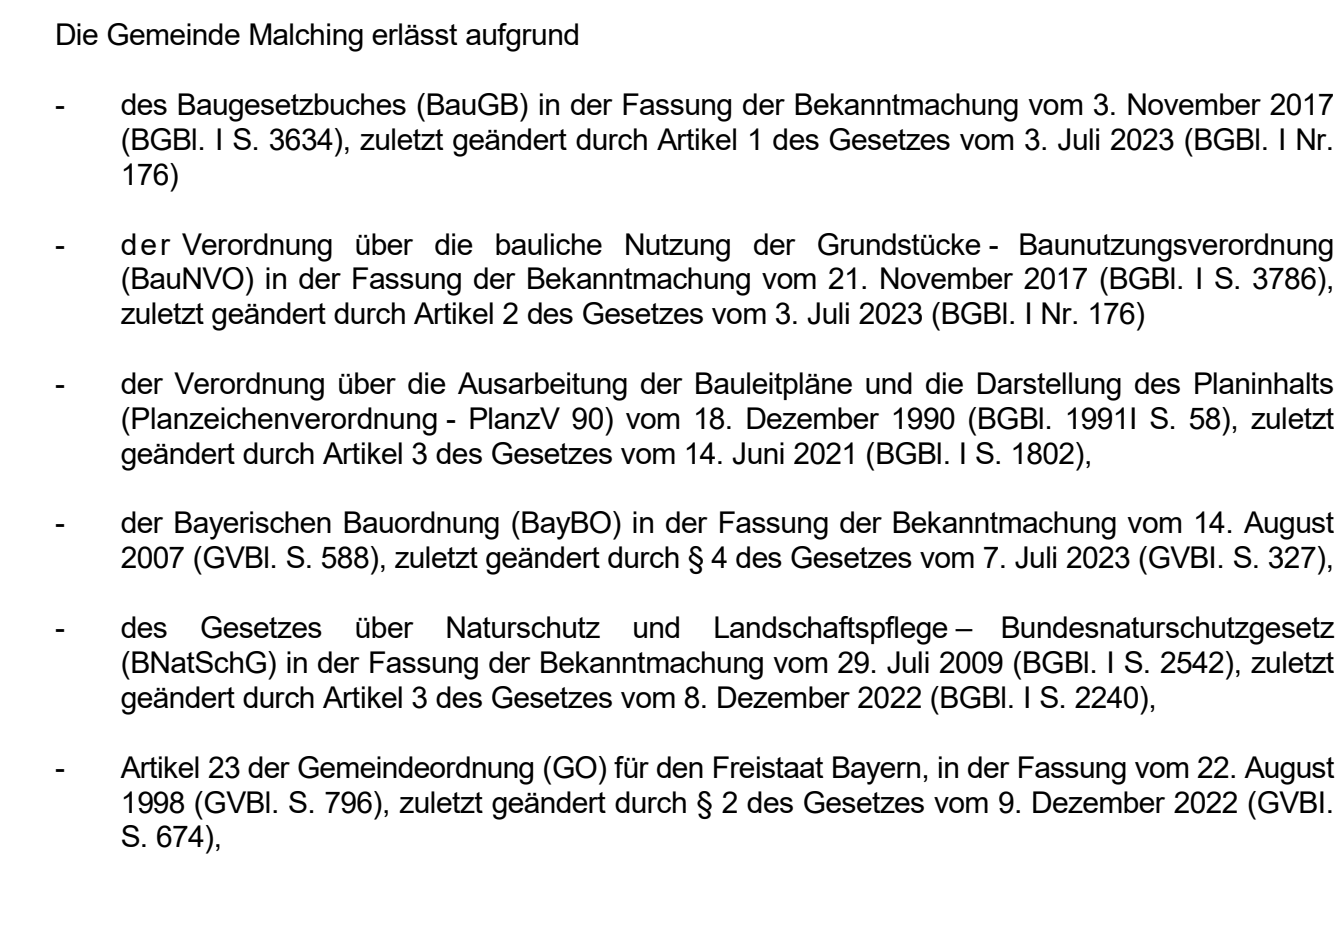 Die Gemeinde Malching erlässt aufgrund
- des Baugesetzbuches (BauGB) in der Fassung der Bekanntmachung vom 3. November 2017
(BGBl. I S. 3634), zuletzt geändert durch Artikel 1 des Gesetzes vom 3. Juli 2023 (BGBl. I Nr.
176)
- der Verordnung über die bauliche Nutzung der Grundstücke - Baunutzungsverordnung
(BauNVO) in der Fassung der Bekanntmachung vom 21. November 2017 (BGBl. I S. 3786),
zuletzt geändert durch Artikel 2 des Gesetzes vom 3. Juli 2023 (BGBl. I Nr. 176)
- der Verordnung über die Ausarbeitung der Bauleitpläne und die Darstellung des Planinhalts
(Planzeichenverordnung - PlanzV 90) vom 18. Dezember 1990 (BGBl. 1991I S. 58), zuletzt
geändert durch Artikel 3 des Gesetzes vom 14. Juni 2021 (BGBl. I S. 1802),
- der Bayerischen Bauordnung (BayBO) in der Fassung der Bekanntmachung vom 14. August
2007 (GVBl. S. 588), zuletzt geändert durch § 4 des Gesetzes vom 7. Juli 2023 (GVBl. S. 327),
- des Gesetzes über Naturschutz und Landschaftspflege – Bundesnaturschutzgesetz
(BNatSchG) in der Fassung der Bekanntmachung vom 29. Juli 2009 (BGBl. I S. 2542), zuletzt
geändert durch Artikel 3 des Gesetzes vom 8. Dezember 2022 (BGBl. I S. 2240),
- Artikel 23 der Gemeindeordnung (GO) für den Freistaat Bayern, in der Fassung vom 22. August
1998 (GVBl. S. 796), zuletzt geändert durch § 2 des Gesetzes vom 9. Dezember 2022 (GVBl.
S. 674),